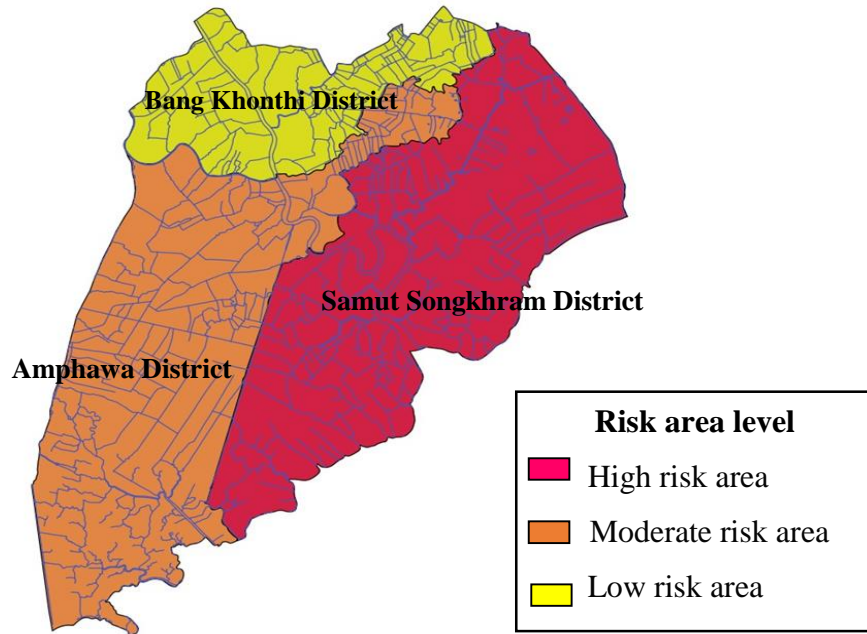 Bang Khonthi District
Samut Songkhram District
Amphawa District
Risk area level
High risk area
Moderate risk area
Low risk area